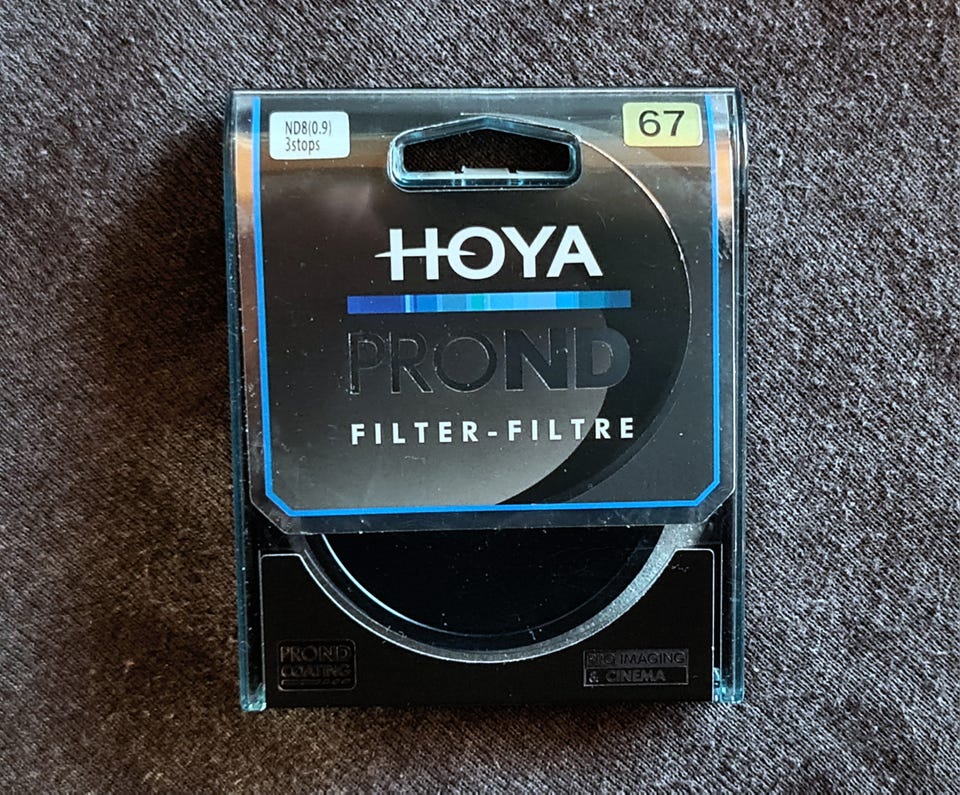 ND8(0.9)
3stops
67
HOYA
PROND
FILTER-FILTRE
PROND
COATING
PRO IMAGING
& CINEMA